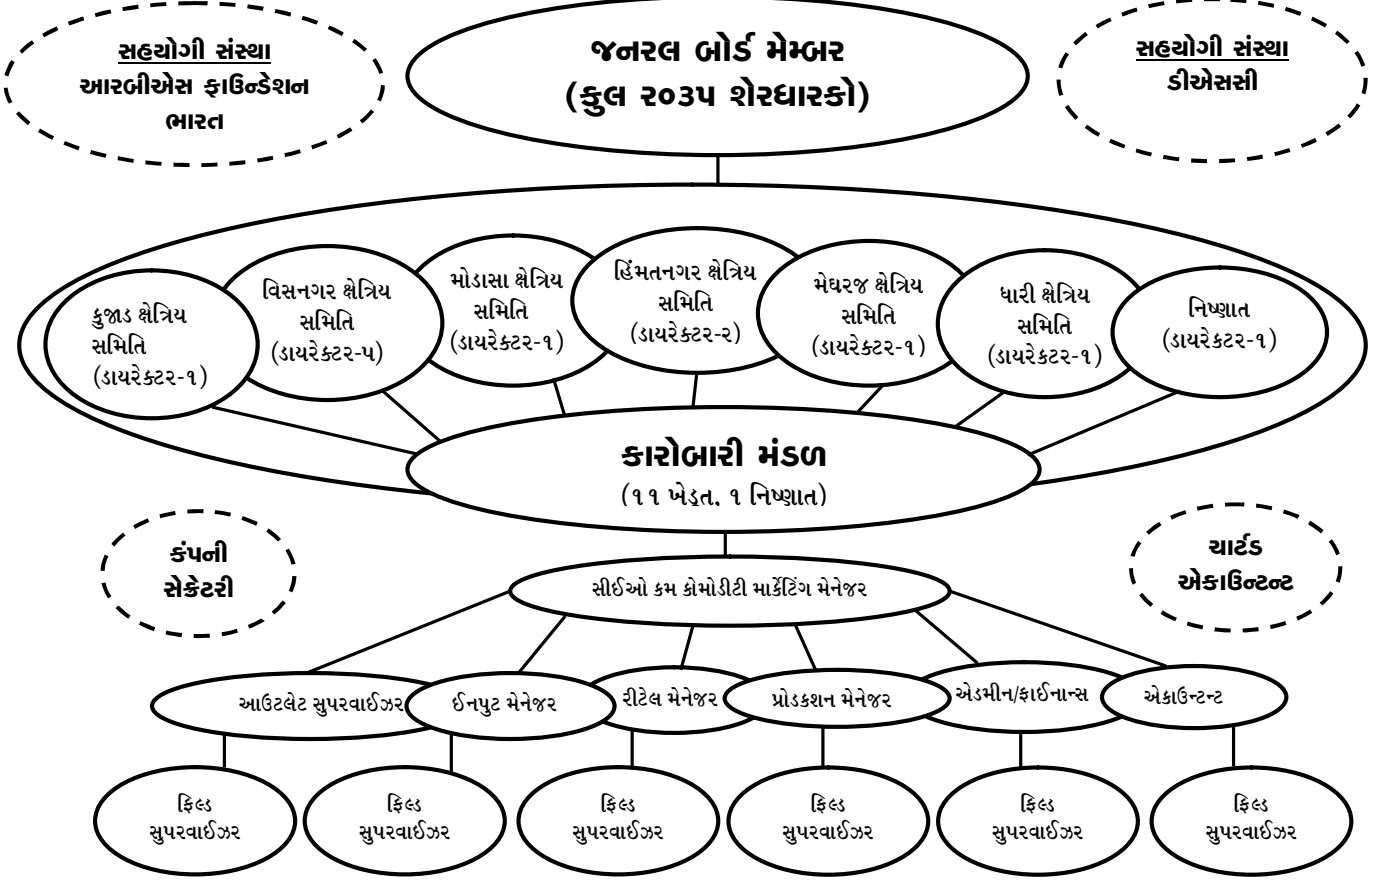 સહયોગી સંસ્થા
આરબીએસ ફાઉન્ડેશન
ભારત
જનરલ બોર્ડ મેમ્બર
(કુલ ૨૦૩૫ શેરધારકો)
સહયોગી સંસ્થા
ડીએસસી
કુજાડ ક્ષેત્રિય
સમિતિ
(ડાયરેક્ટર-૧)
વિસનગર ક્ષેત્રિય
સમિતિ
(ડાયરેક્ટર-૫)
મોડાસા ક્ષેત્રિય
સમિતિ
(ડાયરેક્ટર-૧)
હિંમતનગર ક્ષેત્રિય
સમિતિ
(ડાયરેક્ટર-૨)
મેઘરજ ક્ષેત્રિય
સમિતિ
(ડાયરેક્ટર-૧)
ધારી ક્ષેત્રિય
સમિતિ
(ડાયરેકટર-૧)
નિષ્ણાત
(ડાયરેકટર-૧)
કારોબારી મંડળ
(૧૧ ખેડૂત, ૧ નિષ્ણાત)
કંપની
સેક્રેટરી
ચાર્ટડ
એકાઉન્ટન્ટ
સીઈઓ કમ કોમોડીટી માર્કેટિંગ મેનેજર
આઉટલેટ સુપરવાઈઝર
ઈનપુટ મેનેજર
રીટેલ મેનેજર
પ્રોડકશન મેનેજર
એડમીન/ફાઈનાન્સ
એકાઉન્ટન્ટ
ફિલ્ડ
સુપરવાઈઝર
ફિલ્ડ
સુપરવાઈઝર
ફિલ્ડ
સુપરવાઈઝર
ફિલ્ડ
સુપરવાઈઝર
ફિલ્ડ
સુપરવાઈઝર
ફિલ્ડ
સુપરવાઈઝર